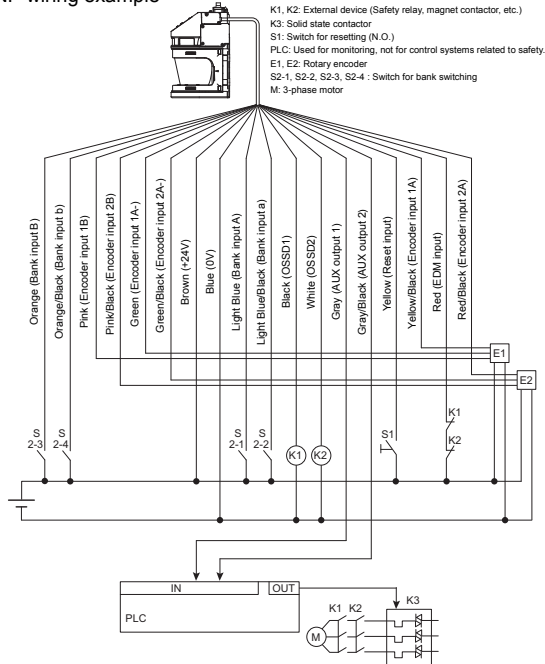 wiring example
K1, K2: External device (Safety relay, magnet contactor, etc.)
K3: Solid state contactor
S1: Switch for resetting (N.O.)
PLC: Used for monitoring, not for control systems related to safety.
E1, E2: Rotary encoder
S2-1, S2-2, S2-3, S2-4 : Switch for bank switching
M: 3-phase motor
Orange (Bank input B)
Orange/Black (Bank input b)
Pink (Encoder input 1B)
Pink/Black (Encoder input 2B)
Green (Encoder input 1A-)
Green/Black (Encoder input 2A-)
Brown (+24V)
Blue (0V)
Light Blue (Bank input A)
Light Blue/Black (Bank input a)
Black (OSSD1)
White (OSSD2)
Gray (AUX output 1)
Gray/Black (AUX output 2)
Yellow (Reset input)
Yellow/Black (Encoder input 1A)
Red (EDM input)
Red/Black (Encoder input 2A)
E1
E2
S
2-3
S
2-4
S
2-1
S
2-2
K1
K2
S1
K1
K2
IN
OUT
PLC
K1
K2
K3
M